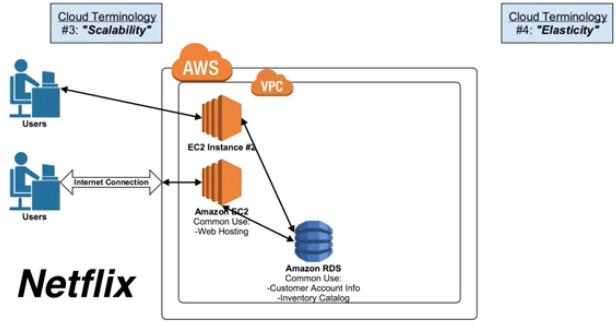 Cloud Terminology
#3: "Scalability"
Cloud Terminology
#4: "Elasticity"
AWS
VPC
Users
EC2 Instance #2
Users
Internet Connection
Amazon EC2
Common Use:
-Web Hosting
Amazon RDS
Common Use:
-Customer Account Info
-Inventory Catalog
Netflix